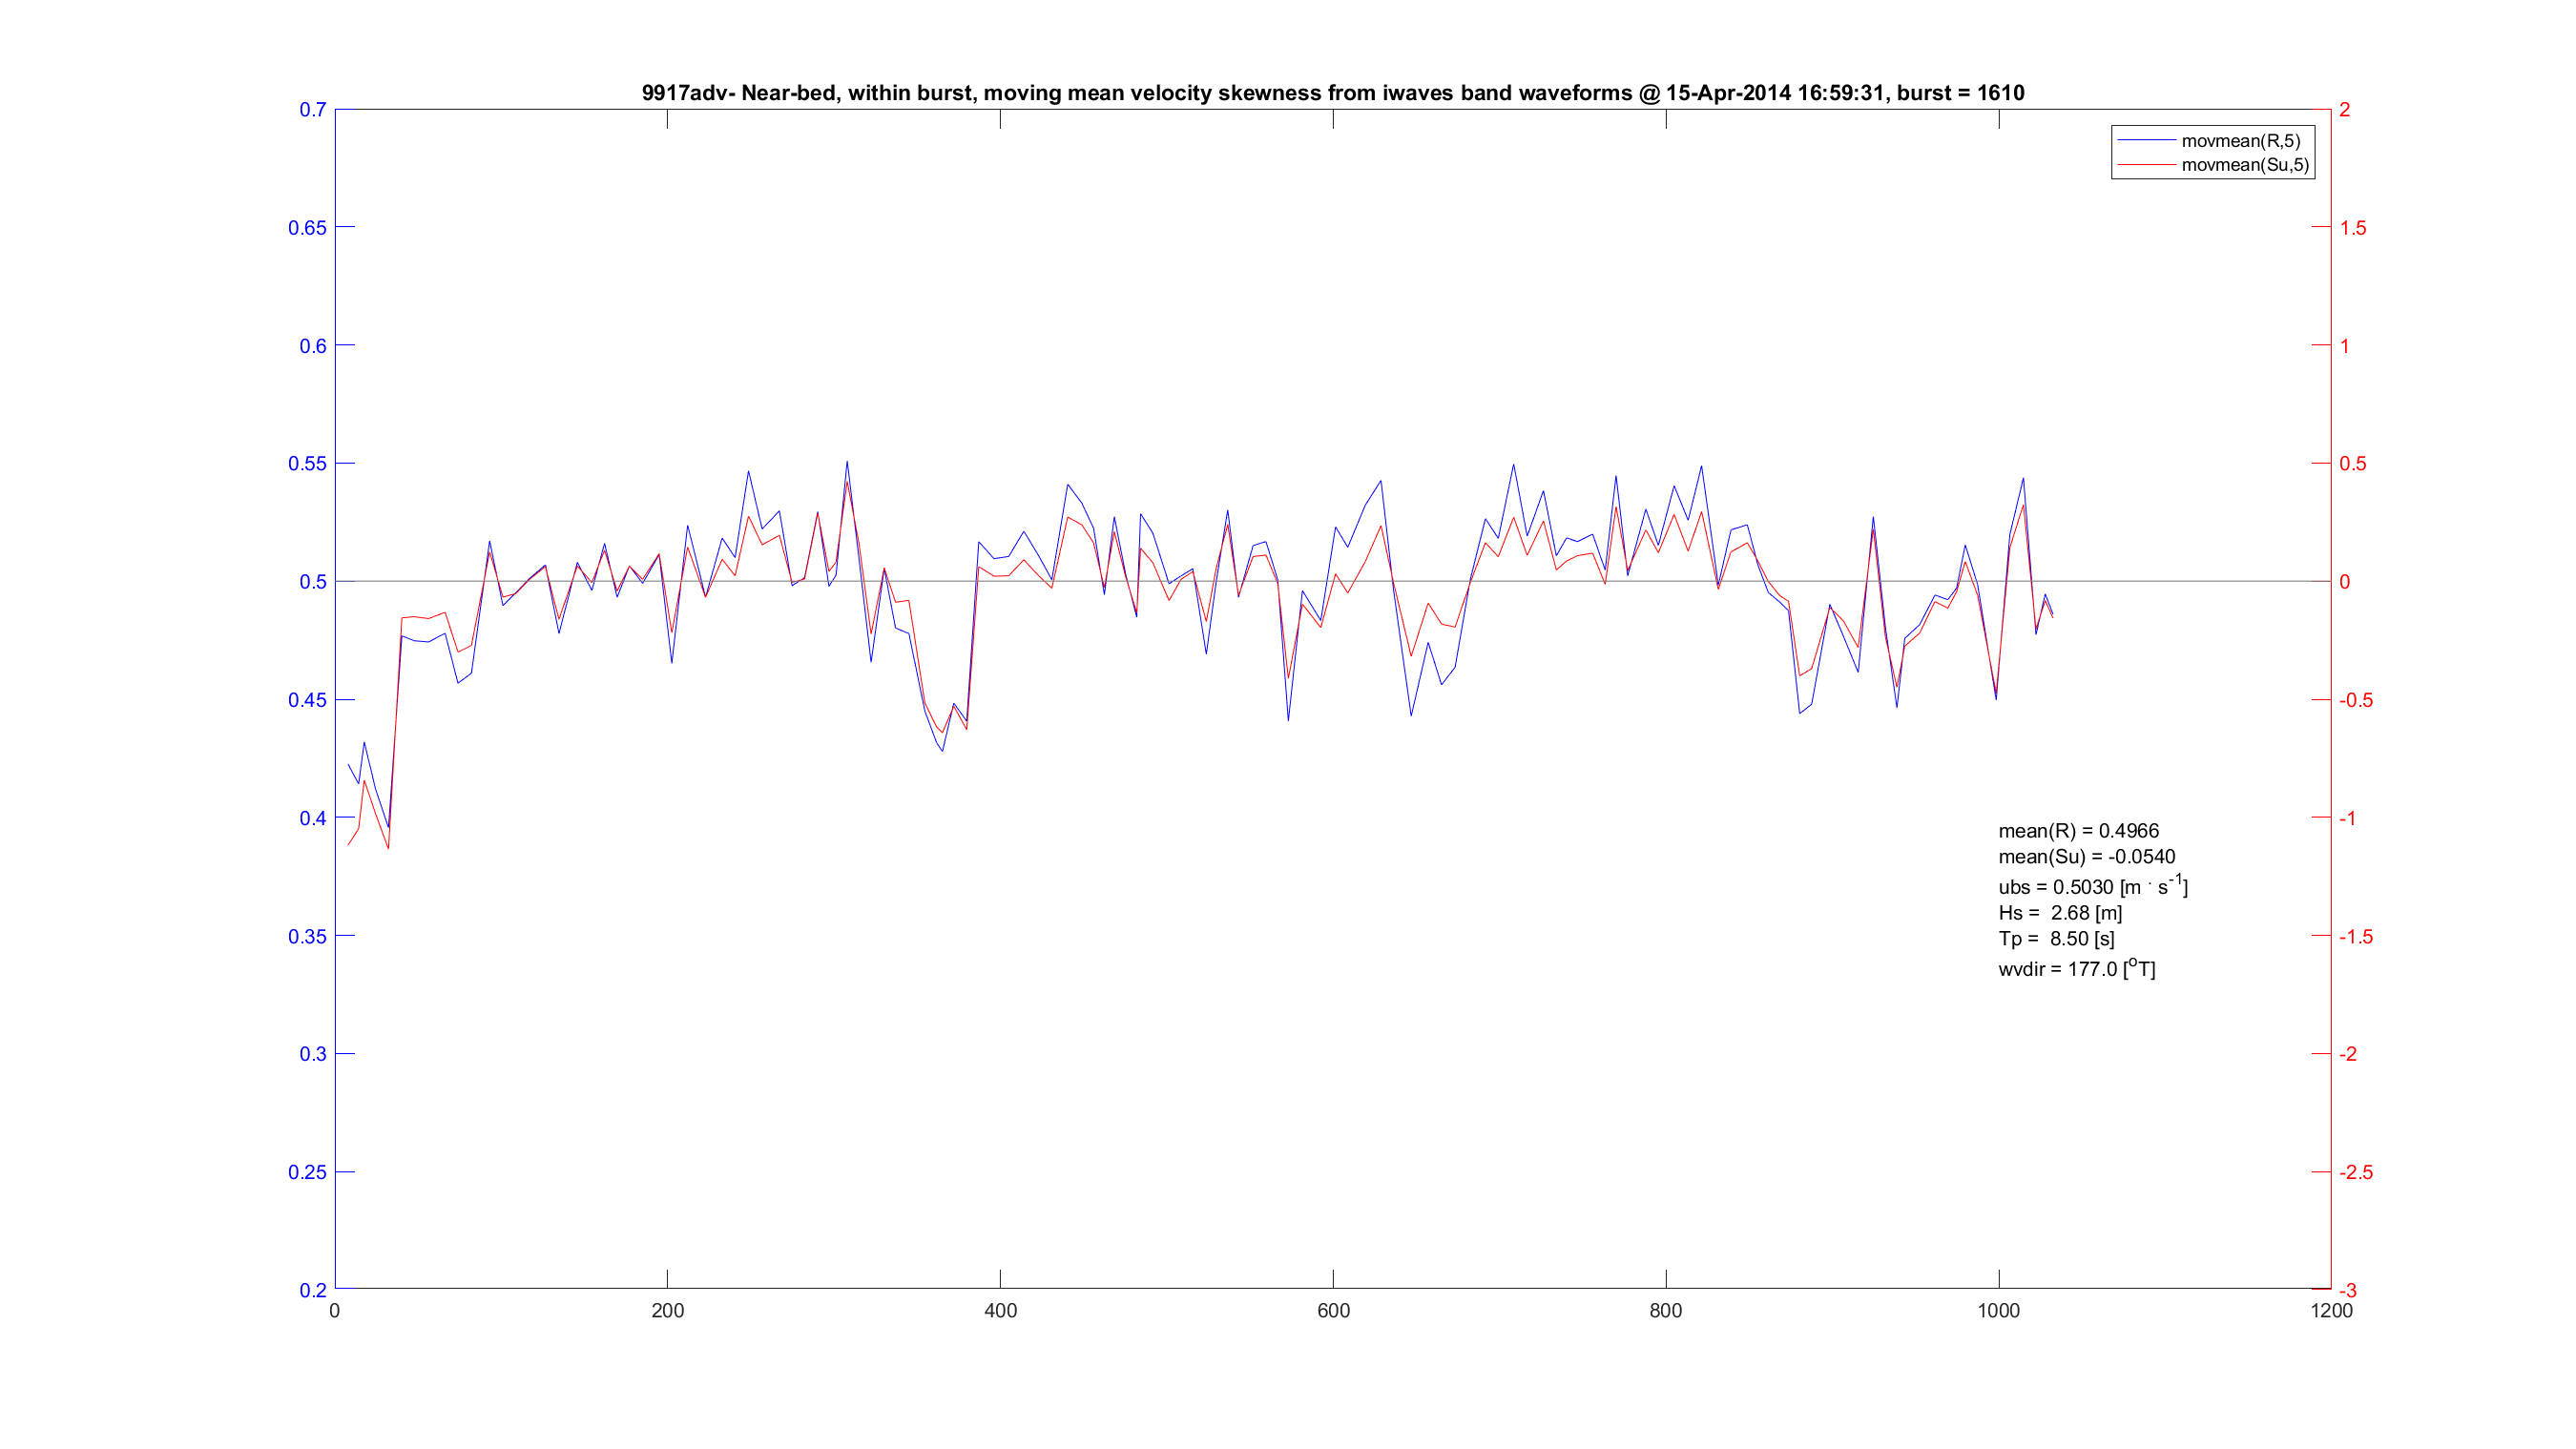 9917adv- Near-bed, within burst, moving mean velocity skewness from iwaves band waveforms @ 15-Apr-2014 16:59:31, burst = 1610
0.7
0.65
0.6
0.55
0.5
0.45
0.4
0.35
0.3
0.25
0.2
2
1.5
1
0.5
0
-0.5
-1
-1.5
-2
-2.5
-3
movmean(R,5)
movmean(Su,5)
mean(R) = 0.4966
mean(Su) = -0.0540
ubs = 0.5030 [m · s^-1]
Hs = 2.68 [m]
Tp = 8.50 [s]
wvdir = 177.0 [°T]
0 200 400 600 800 1000 1200